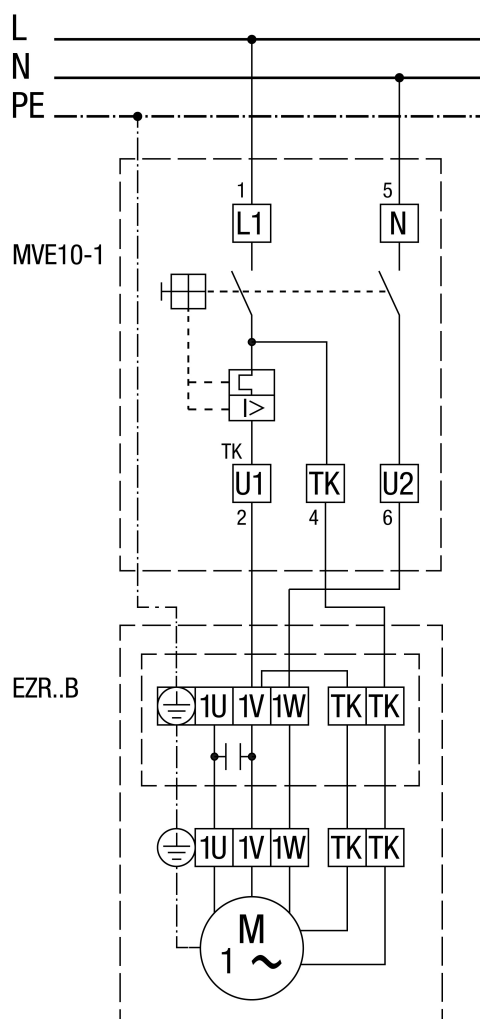 L
N
PE
1 5
L1 N
MVE10-1
I>
TK
U1 TK U2
2 4 6
EZR..B
1U 1V 1W TK TK
1U 1V 1W TK TK
M
1 ~